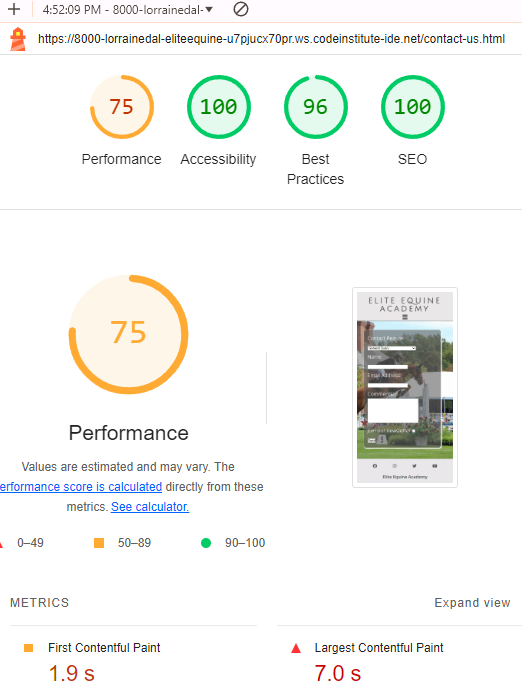 4:52:09 PM - 8000-lorrainedal-
https://8000-lorrainedal-eliteequine-u7pjucx70pr.ws.codeinstitute-ide.net/contact-us.html
75
100
96
100
Performance
Accessibility
Best
Practices
SEO
75
Performance
Values are estimated and may vary. The
erformance score is calculated directly from these
metrics. See calculator.
0–49
50–89
90–100
ELITE EQUINE
ACADEMY
Name:
Email Address:
Elite Equine Academy
METRICS
Expand view
First Contentful Paint
1.9 s
Largest Contentful Paint
7.0 s